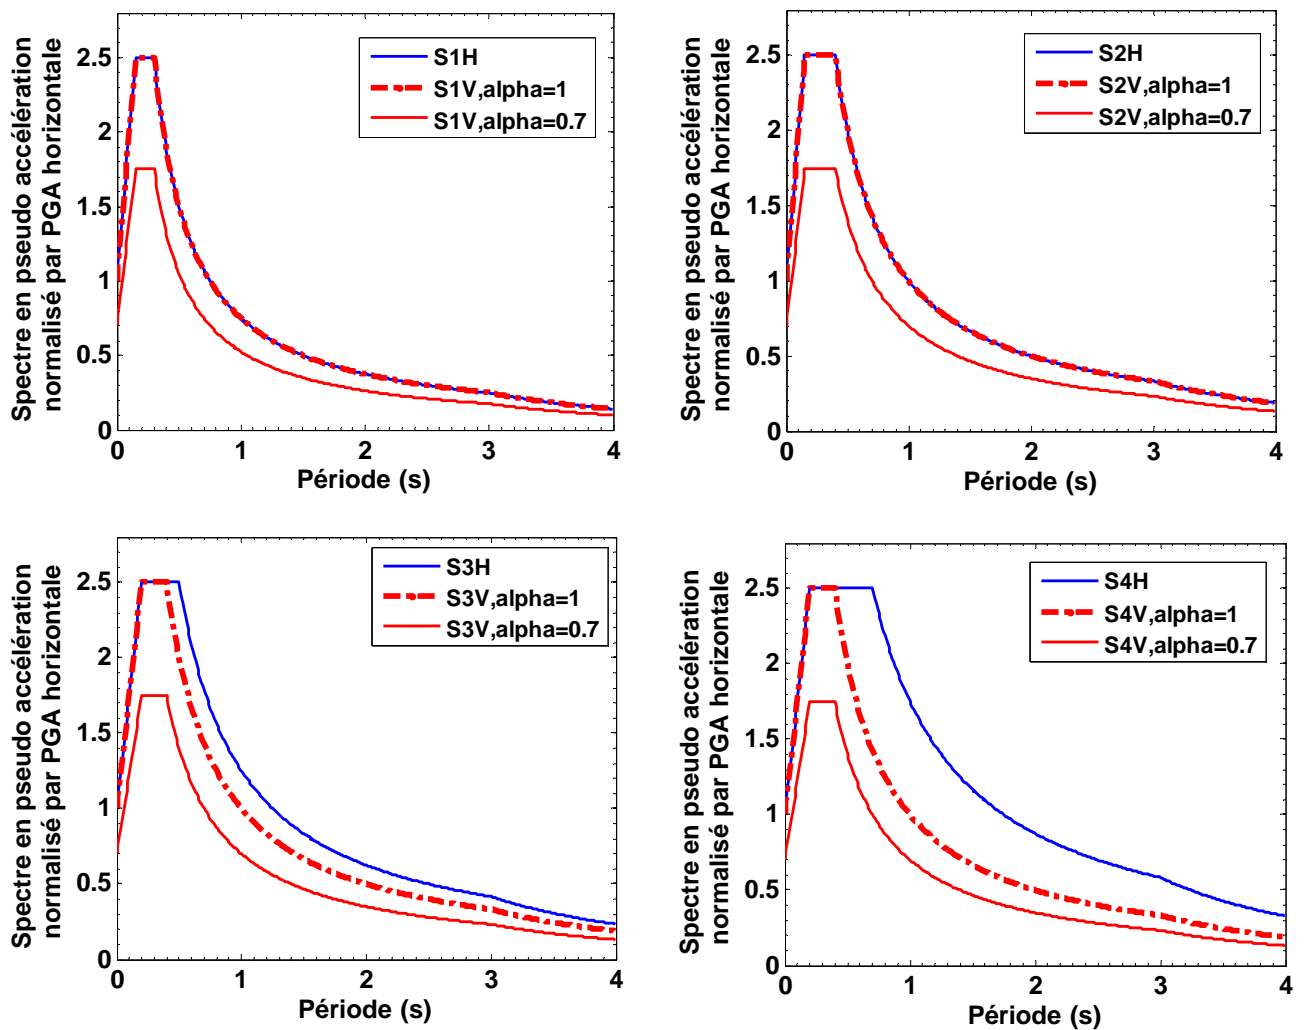 Spectre en pseudo accélération
normalisé par PGA horizontale
2.5
2
1.5
1
0.5
0
S1H
S1V,alpha=1
S1V,alpha=0.7
0 1 2 3 4
Période (s)
Spectre en pseudo accélération
normalisé par PGA horizontale
2.5
2
1.5
1
0.5
0
S2H
S2V,alpha=1
S2V,alpha=0.7
0 1 2 3 4
Période (s)
Spectre en pseudo accélération
normalisé par PGA horizontale
2.5
2
1.5
1
0.5
0
S3H
S3V,alpha=1
S3V,alpha=0.7
0 1 2 3 4
Période (s)
Spectre en pseudo accélération
normalisé par PGA horizontale
2.5
2
1.5
1
0.5
0
S4H
S4V,alpha=1
S4V,alpha=0.7
0 1 2 3 4
Période (s)